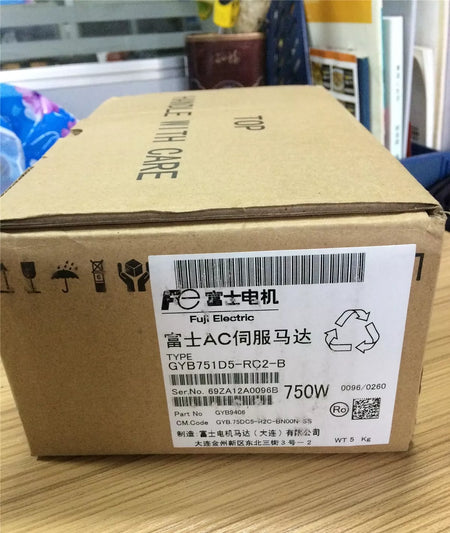 TOP
HANDLE WITH CARE
Fe 富士电机
Fuji Electric
富士AC伺服马达
TYPE
GYB751D5-RC2-B
Ser.No. 69ZA12A0096B 750W 0096/0260
Part No GYB9406
Ro
CM.Code GYB.75DC5-H2C-BN00N-SS
制造:富士电机马达(大连)有限公司
大连金州新区东北三街3号-2
WT 5 Kg